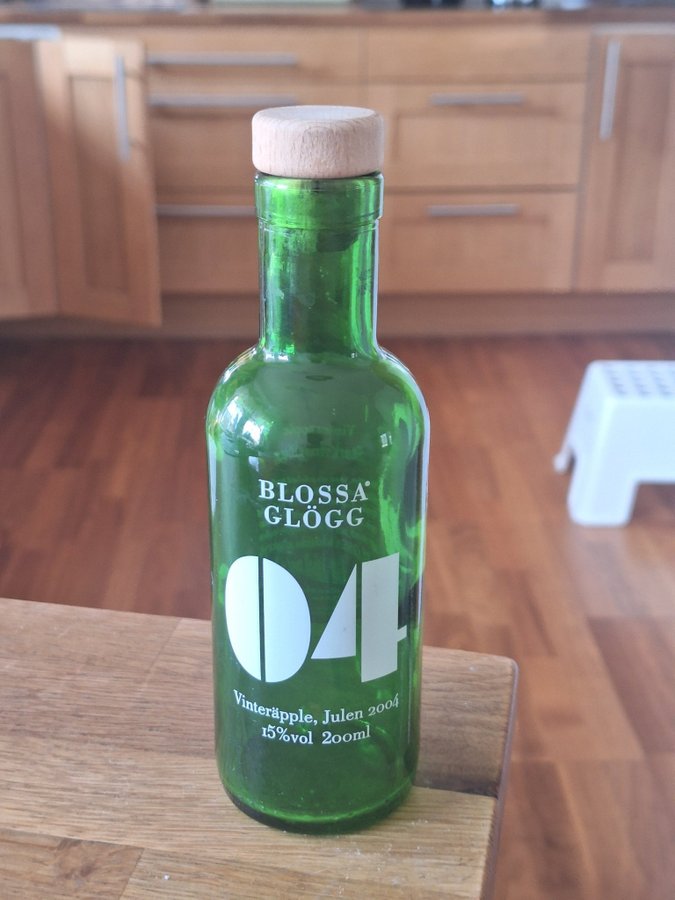 BLOSSA®
GLÖGG
04
Vinteräpple, Julen 2004
15%vol 200ml